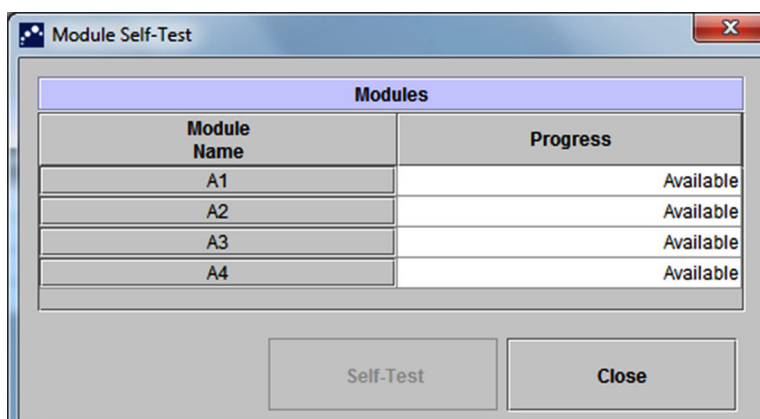 Module Self-Test
Modules
Module
Name
Progress
A1 Available
A2 Available
A3 Available
A4 Available
Self-Test Close